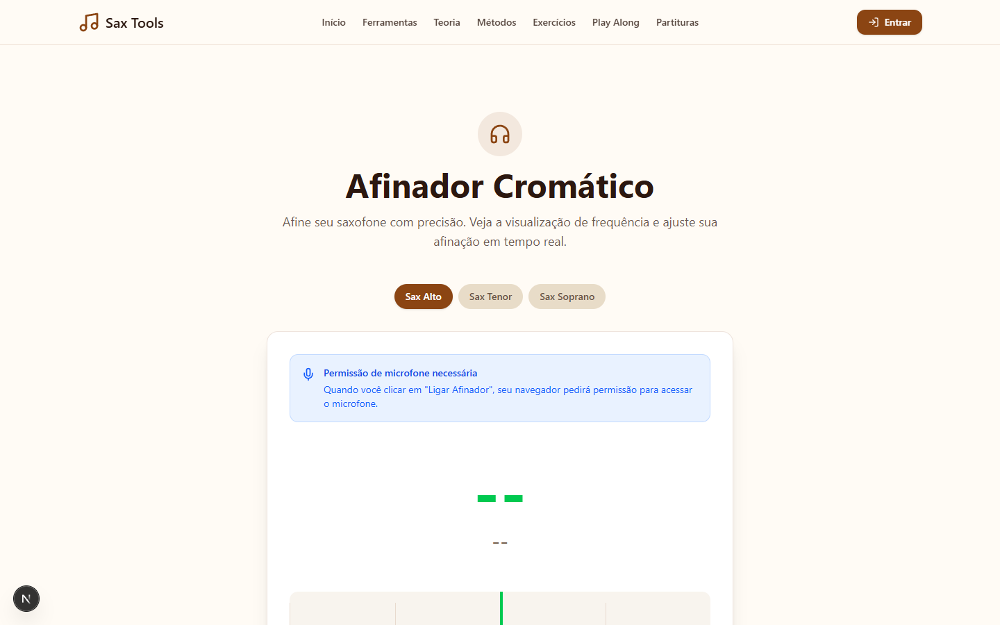 Sax Tools
Início
Ferramentas
Teoria
Métodos
Exercícios
Play Along
Partituras
Entrar
Afinador Cromático
Afine seu saxofone com precisão. Veja a visualização de frequência e ajuste sua
afinação em tempo real.
Sax Alto
Sax Tenor
Sax Soprano
Permissão de microfone necessária
Quando você clicar em "Ligar Afinador", seu navegador pedirá permissão para acessar
o microfone.
--
--
N